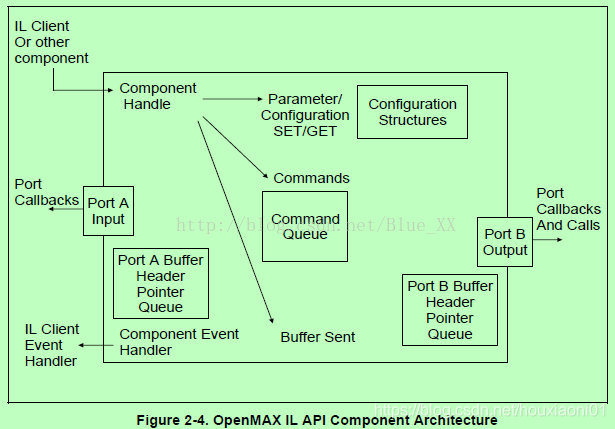 IL Client
Or other
component
Component
Handle
Parameter/
Configuration
SET/GET
Configuration
Structures
Commands
Command
Queue
Port
Callbacks
Port A
Input
Port B
Output
Port
Callbacks
And Calls
http://blog.csdn.net/Blue_XX
Port A Buffer
Header
Pointer
Queue
Port B Buffer
Header
Pointer
Queue
IL Client
Event
Handler
Component Event
Handler
Buffer Sent
https://blog.csdn.net/houxiaoni01
Figure 2-4. OpenMAX IL API Component Architecture